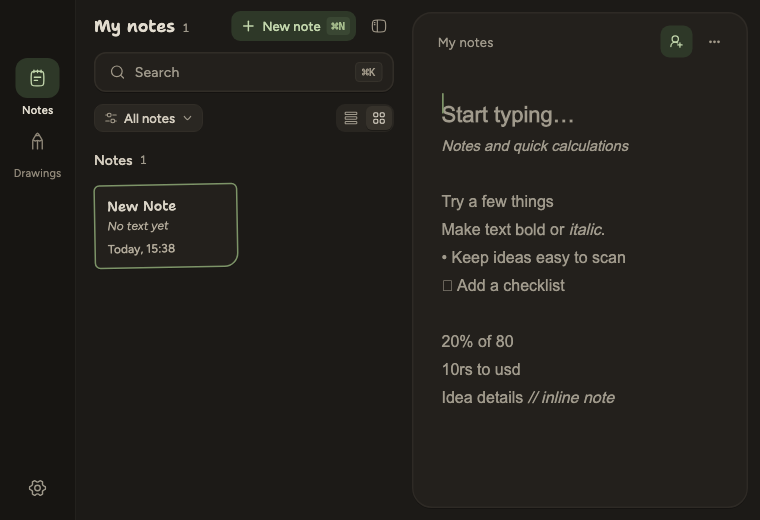 My notes 1
New note ⌘N
Search ⌘K
All notes
Notes 1
New Note
No text yet
Today, 15:38
Notes
Drawings
My notes
Start typing...
Notes and quick calculations
Try a few things
Make text bold or italic.
• Keep ideas easy to scan
☐ Add a checklist
20% of 80
10rs to usd
Idea details // inline note